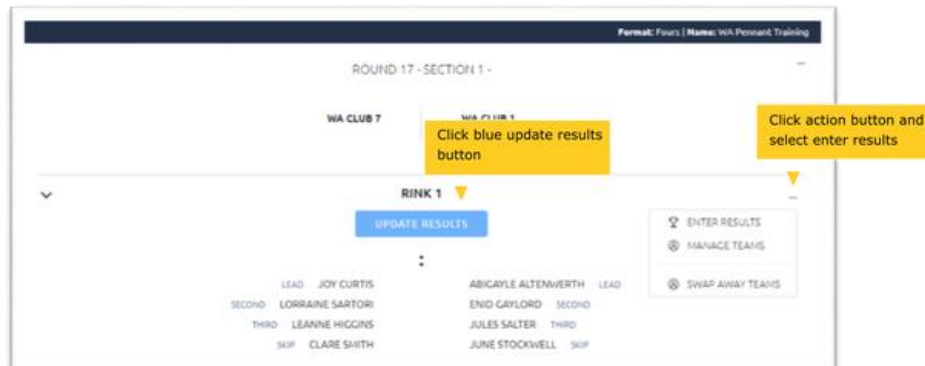 Format: Fours | Name: WA Pennant Training
ROUND 17 - SECTION 1 -
WA CLUB 7 WA CLUB 1
Click blue update results
button
Click action button and
select enter results
RINK 1
UPDATE RESULTS
:
ENTER RESULTS
MANAGE TEAMS
SWAP AWAY TEAMS
LEAD JOY CURTIS ABIGAYLE ALTENWERTH LEAD
SECOND LORRAINE SARTORI ENID GAYLORD SECOND
THIRD LEANNE HIGGINS JULES SALTER THIRD
SKIP CLARE SMITH JUNE STOCKWELL SKIP